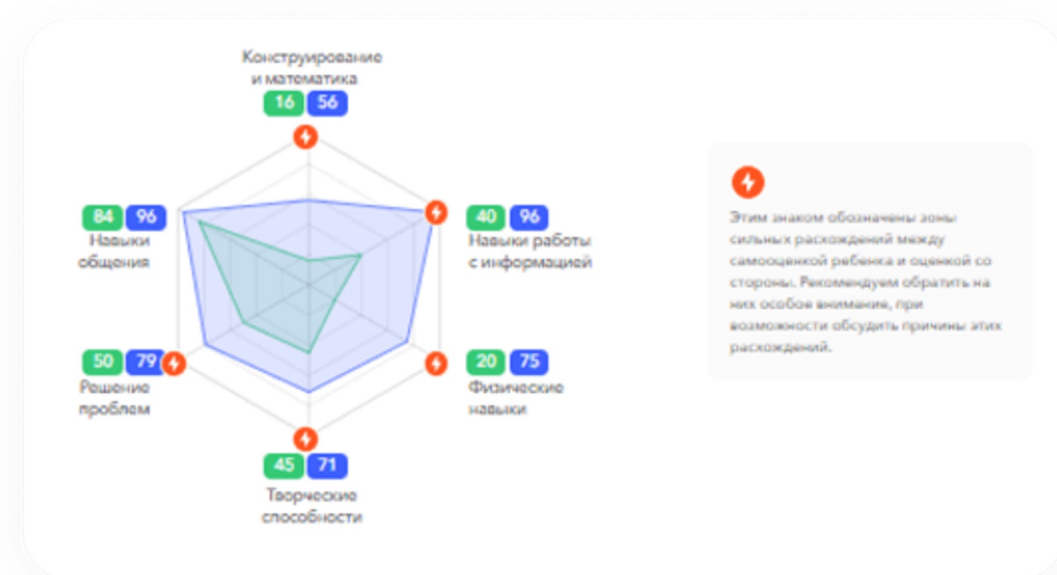 Конструирование
и математика
16 56
84 96
Навыки
общения
40 96
Навыки работы
с информацией
50 79
Решение
проблем
20 75
Физические
навыки
45 71
Творческие
способности
Этим знаком обозначены зоны
сильных расхождений между
самооценкой ребенка и оценкой со
стороны. Рекомендуем обратить на
них особое внимание, при
возможности обсудить причины этих
расхождений.